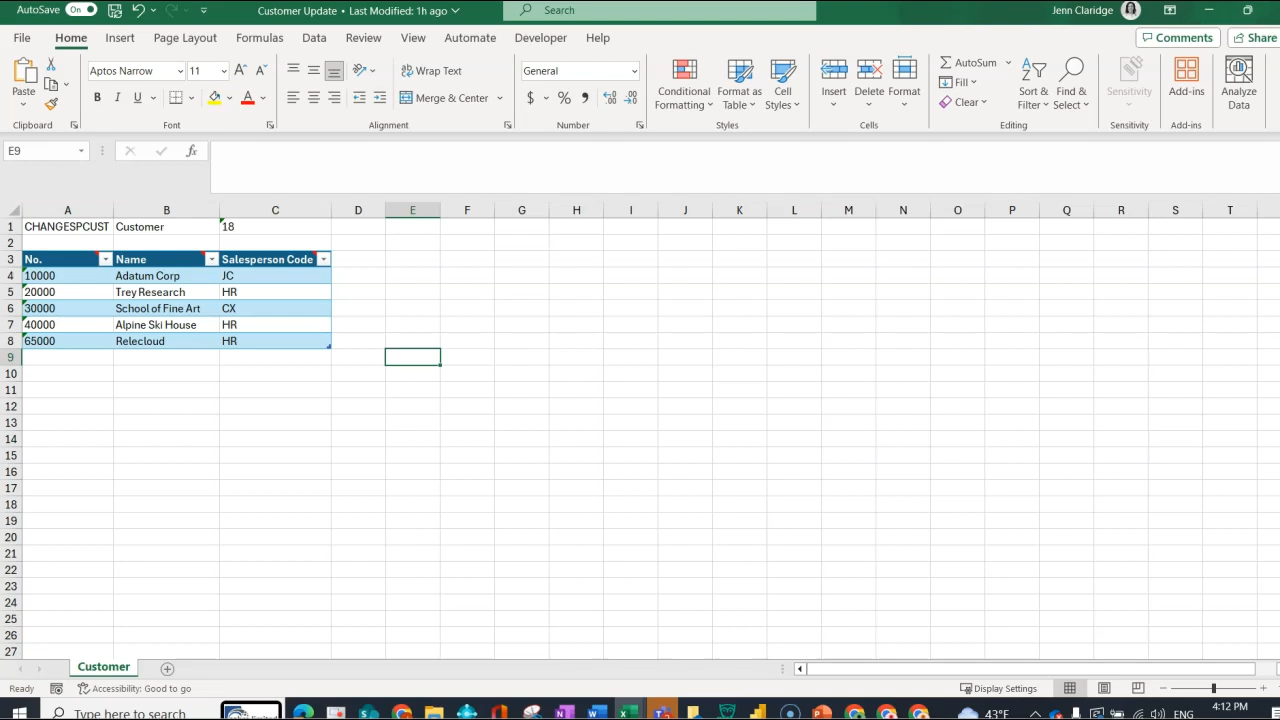 AutoSave On Customer Update • Last Modified: 1h ago Search Jenn Claridge
File Home Insert Page Layout Formulas Data Review View Automate Developer Help Comments Share
Paste Aptos Narrow 11 Wrap Text General Conditional Formatting Format as Table Cell Styles Insert Delete Format AutoSum Sort & Filter Find & Select Sensitivity Add-ins Analyze Data
B I U A Merge & Center $ % , Fill
Clear
Clipboard Font Alignment Number Styles Cells Editing Sensitivity Add-ins
E9 fx
A B C D E F G H I J K L M N O P Q R S T
1 CHANGESPCUST Customer 18
2
3 No. Name Salesperson Code
4 10000 Adatum Corp JC
5 20000 Trey Research HR
6 30000 School of Fine Art CX
7 40000 Alpine Ski House HR
8 65000 Relecloud HR
9
10
11
12
13
14
15
16
17
18
19
20
21
22
23
24
25
26
27
Customer
Ready Accessibility: Good to go Display Settings
Type here to search 43°F ENG 4:12 PM